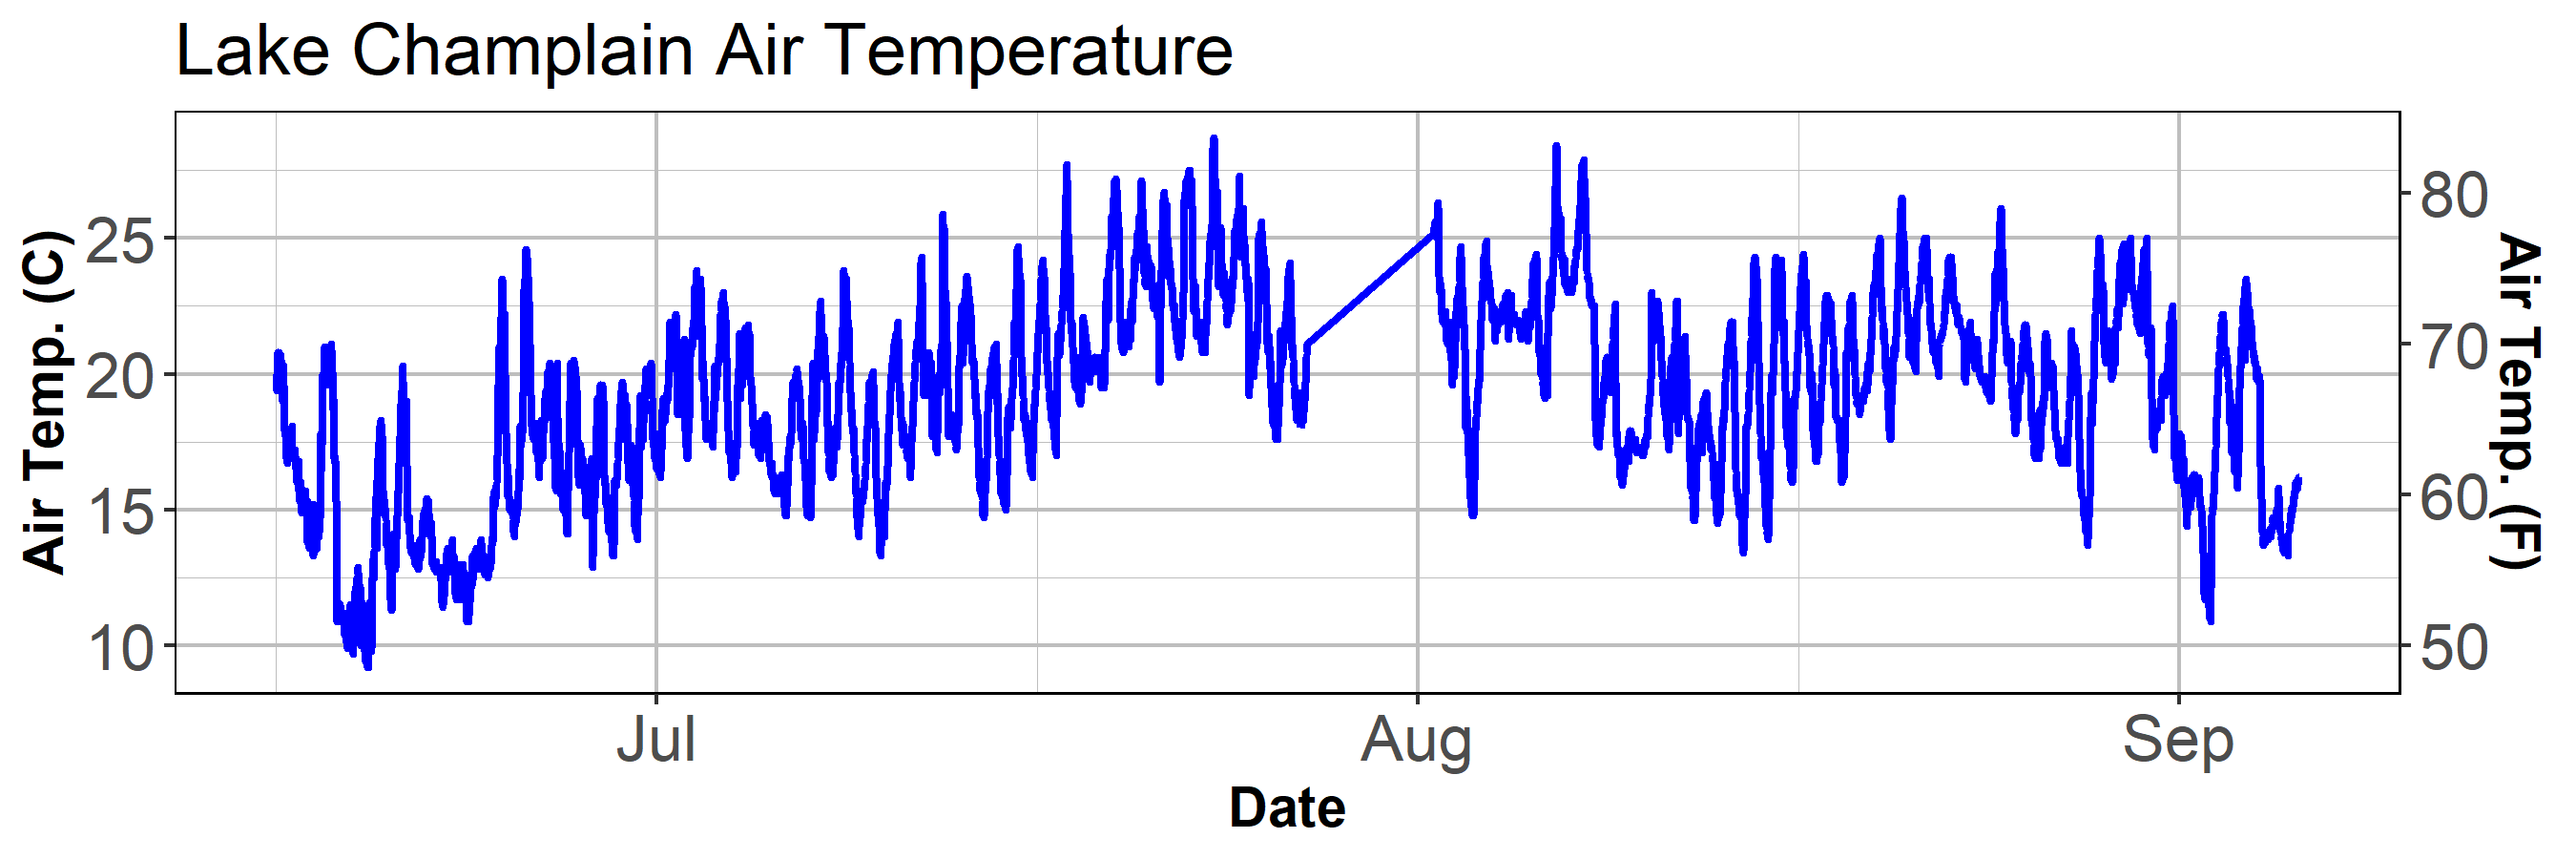 Lake Champlain Air Temperature
Air Temp. (C)
25
20
15
10
80
70
60
50
Air Temp. (F)
Jul
Aug
Sep
Date